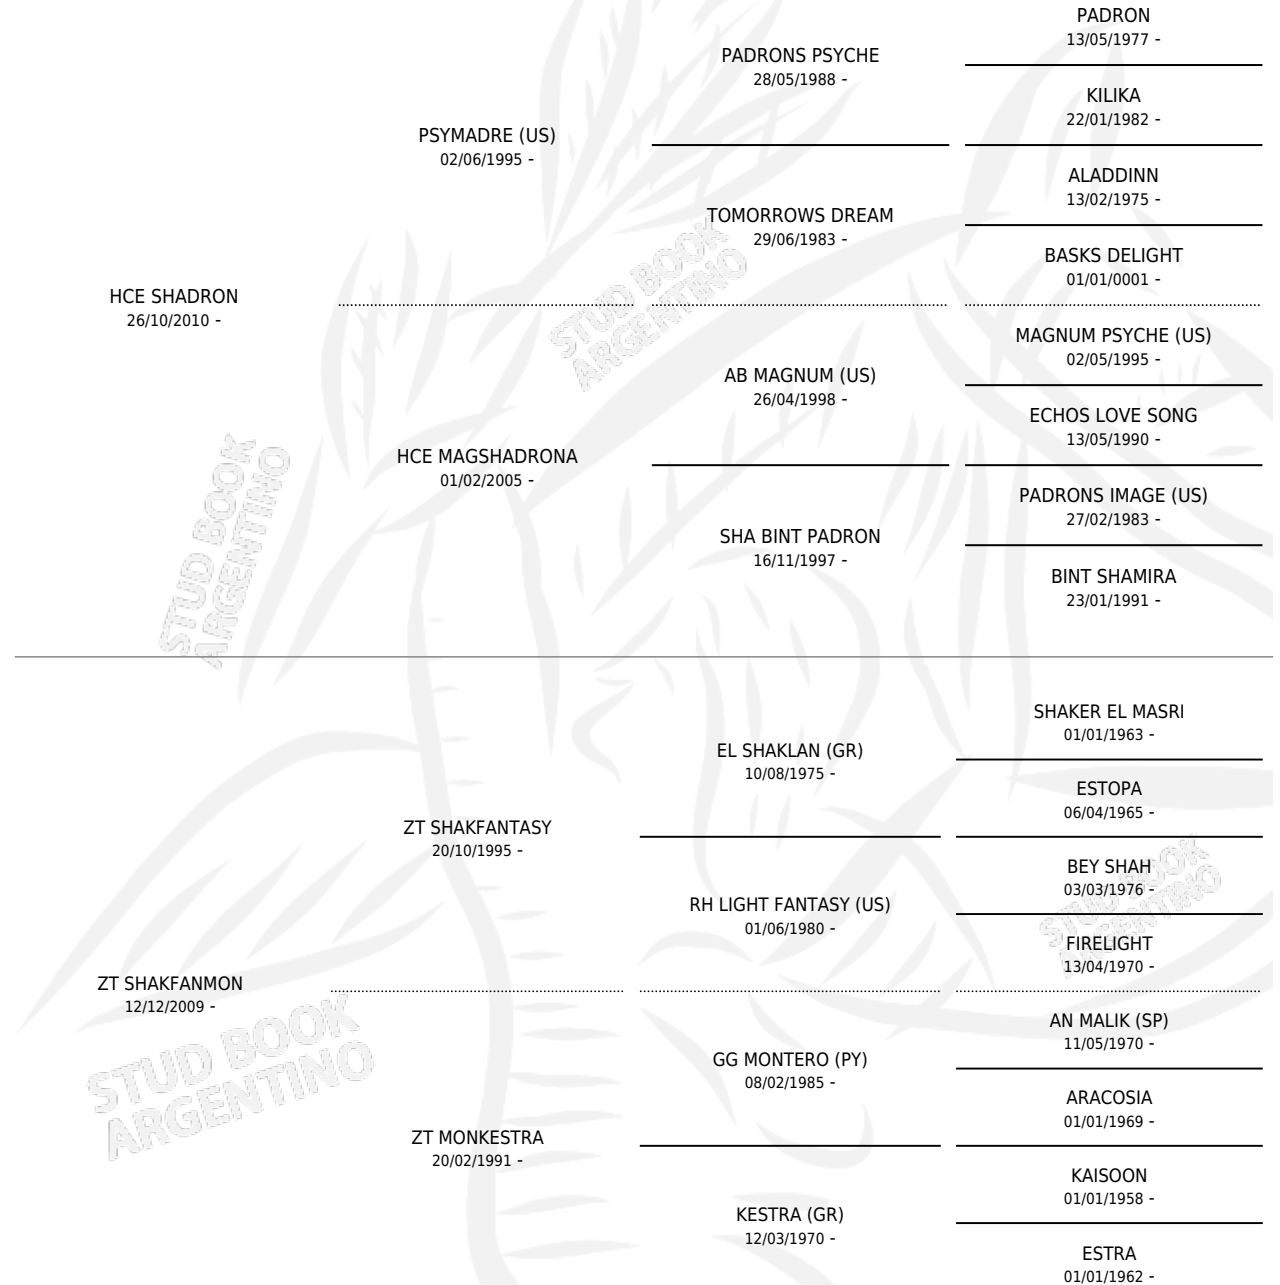 PADRON
13/05/1977 -
PADRONS PSYCHE
28/05/1988 -
KILIKA
22/01/1982 -
PSYMADRE (US)
02/06/1995 -
ALADDINN
13/02/1975 -
TOMORROWS DREAM
29/06/1983 -
BASKS DELIGHT
01/01/0001 -
HCE SHADRON
26/10/2010 -
MAGNUM PSYCHE (US)
02/05/1995 -
AB MAGNUM (US)
26/04/1998 -
ECHOS LOVE SONG
13/05/1990 -
HCE MAGSHADRONA
01/02/2005 -
PADRONS IMAGE (US)
27/02/1983 -
SHA BINT PADRON
16/11/1997 -
BINT SHAMIRA
23/01/1991 -
STUD BOOK
ARGENTINO
STUD BOOK
ARGENTINO
SHAKER EL MASRI
01/01/1963 -
EL SHAKLAN (GR)
10/08/1975 -
ESTOPA
06/04/1965 -
ZT SHAKFANTASY
20/10/1995 -
BEY SHAH
03/03/1976 -
RH LIGHT FANTASY (US)
01/06/1980 -
FIRELIGHT
13/04/1970 -
ZT SHAKFANMON
12/12/2009 -
AN MALIK (SP)
11/05/1970 -
GG MONTERO (PY)
08/02/1985 -
ARACOSIA
01/01/1969 -
ZT MONKESTRA
20/02/1991 -
KAISOON
01/01/1958 -
KESTRA (GR)
12/03/1970 -
ESTRA
01/01/1962 -
STUD BOOK
ARGENTINO
STUD BOOK
ARGENTINO